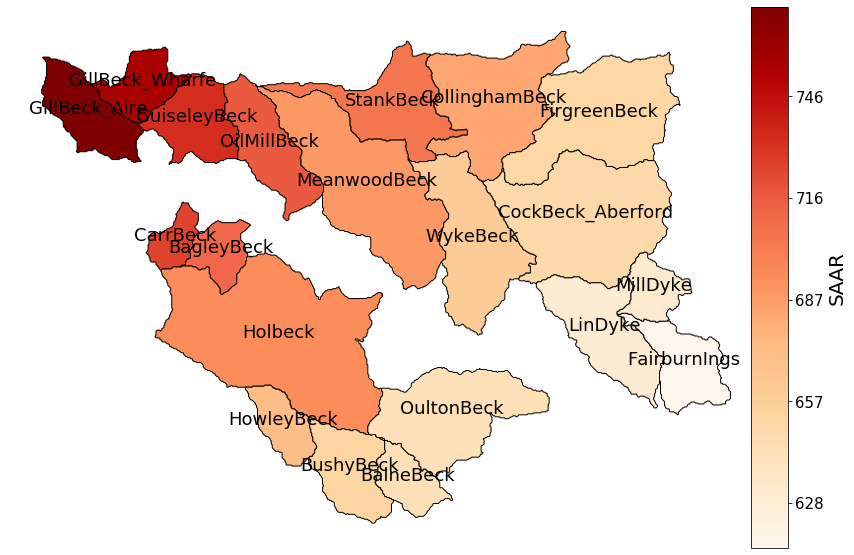 GillBeck_Wharfe
GillBeck_Aire
GuiseleyBeck
OilMillBeck
StankBeck
CollinghamBeck
FirgreenBeck
MeanwoodBeck
CockBeck_Aberford
WykeBeck
CarrBeck
BagleyBeck
MillDyke
LinDyke
Holbeck
FairburnIngs
HowleyBeck
OultonBeck
BushyBeck
BalneBeck
746
716
687
657
628
SAAR